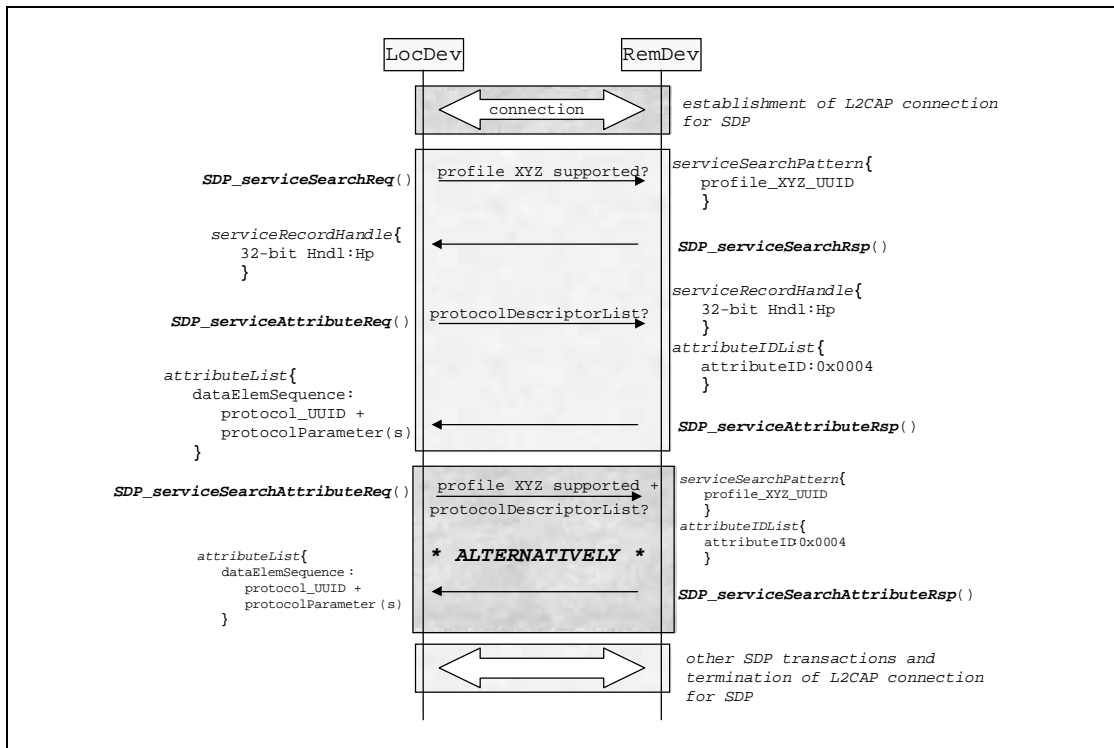 LocDev
RemDev
connection
establishment of L2CAP connection
for SDP
SDP_serviceSearchReq()
profile XYZ supported?
serviceSearchPattern{
profile_XYZ_UUID
}
serviceRecordHandle{
32-bit Hndl:Hp
}
SDP_serviceSearchRsp()
SDP_serviceAttributeReq()
protocolDescriptorList?
serviceRecordHandle{
32-bit Hndl:Hp
}
attributeIDList{
attributeID:0x0004
}
attributeList{
dataElemSequence:
protocol_UUID +
protocolParameter(s)
}
SDP_serviceAttributeRsp()
SDP_serviceSearchAttributeReq()
profile XYZ supported +
protocolDescriptorList?
serviceSearchPattern{
profile_XYZ_UUID
}
attributeIDList{
attributeID:0x0004
}
* ALTERNATIVELY *
attributeList{
dataElemSequence:
protocol_UUID +
protocolParameter(s)
}
SDP_serviceSearchAttributeRsp()
other SDP transactions and
termination of L2CAP connection
for SDP